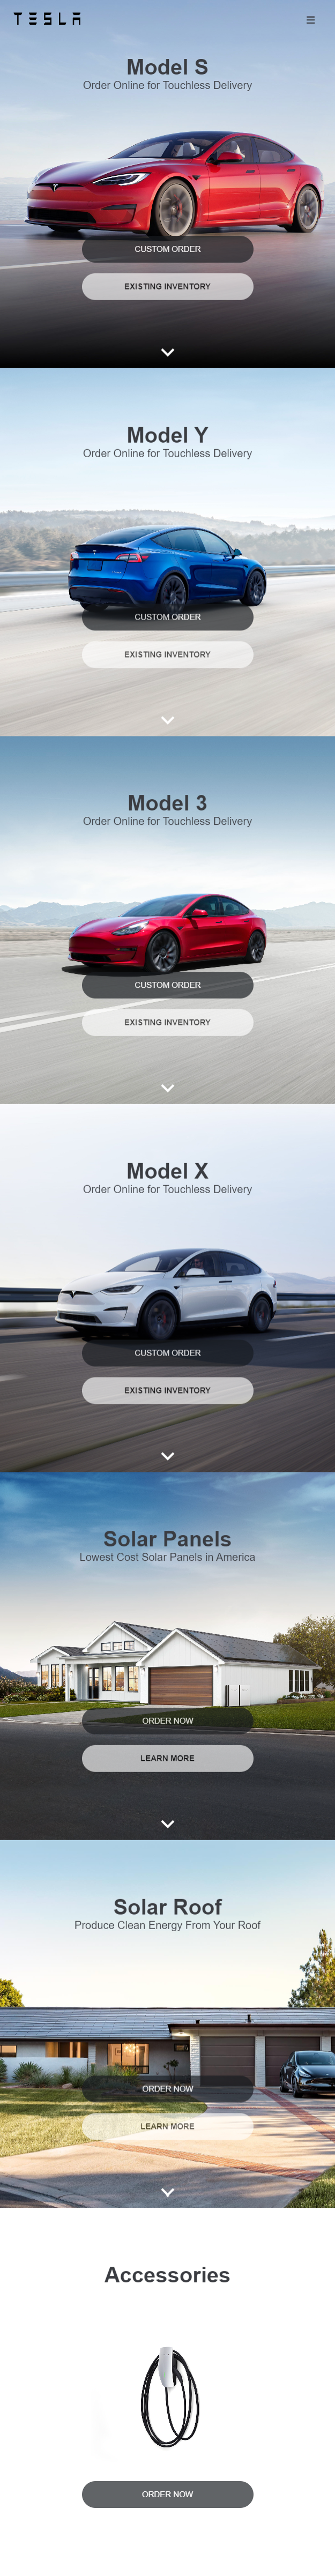 TESLA
Model S
Order Online for Touchless Delivery
CUSTOM ORDER
EXISTING INVENTORY
Model Y
Order Online for Touchless Delivery
CUSTOM ORDER
EXISTING INVENTORY
Model 3
Order Online for Touchless Delivery
CUSTOM ORDER
EXISTING INVENTORY
Model X
Order Online for Touchless Delivery
CUSTOM ORDER
EXISTING INVENTORY
Solar Panels
Lowest Cost Solar Panels in America
ORDER NOW
LEARN MORE
Solar Roof
Produce Clean Energy From Your Roof
ORDER NOW
LEARN MORE
Accessories
ORDER NOW